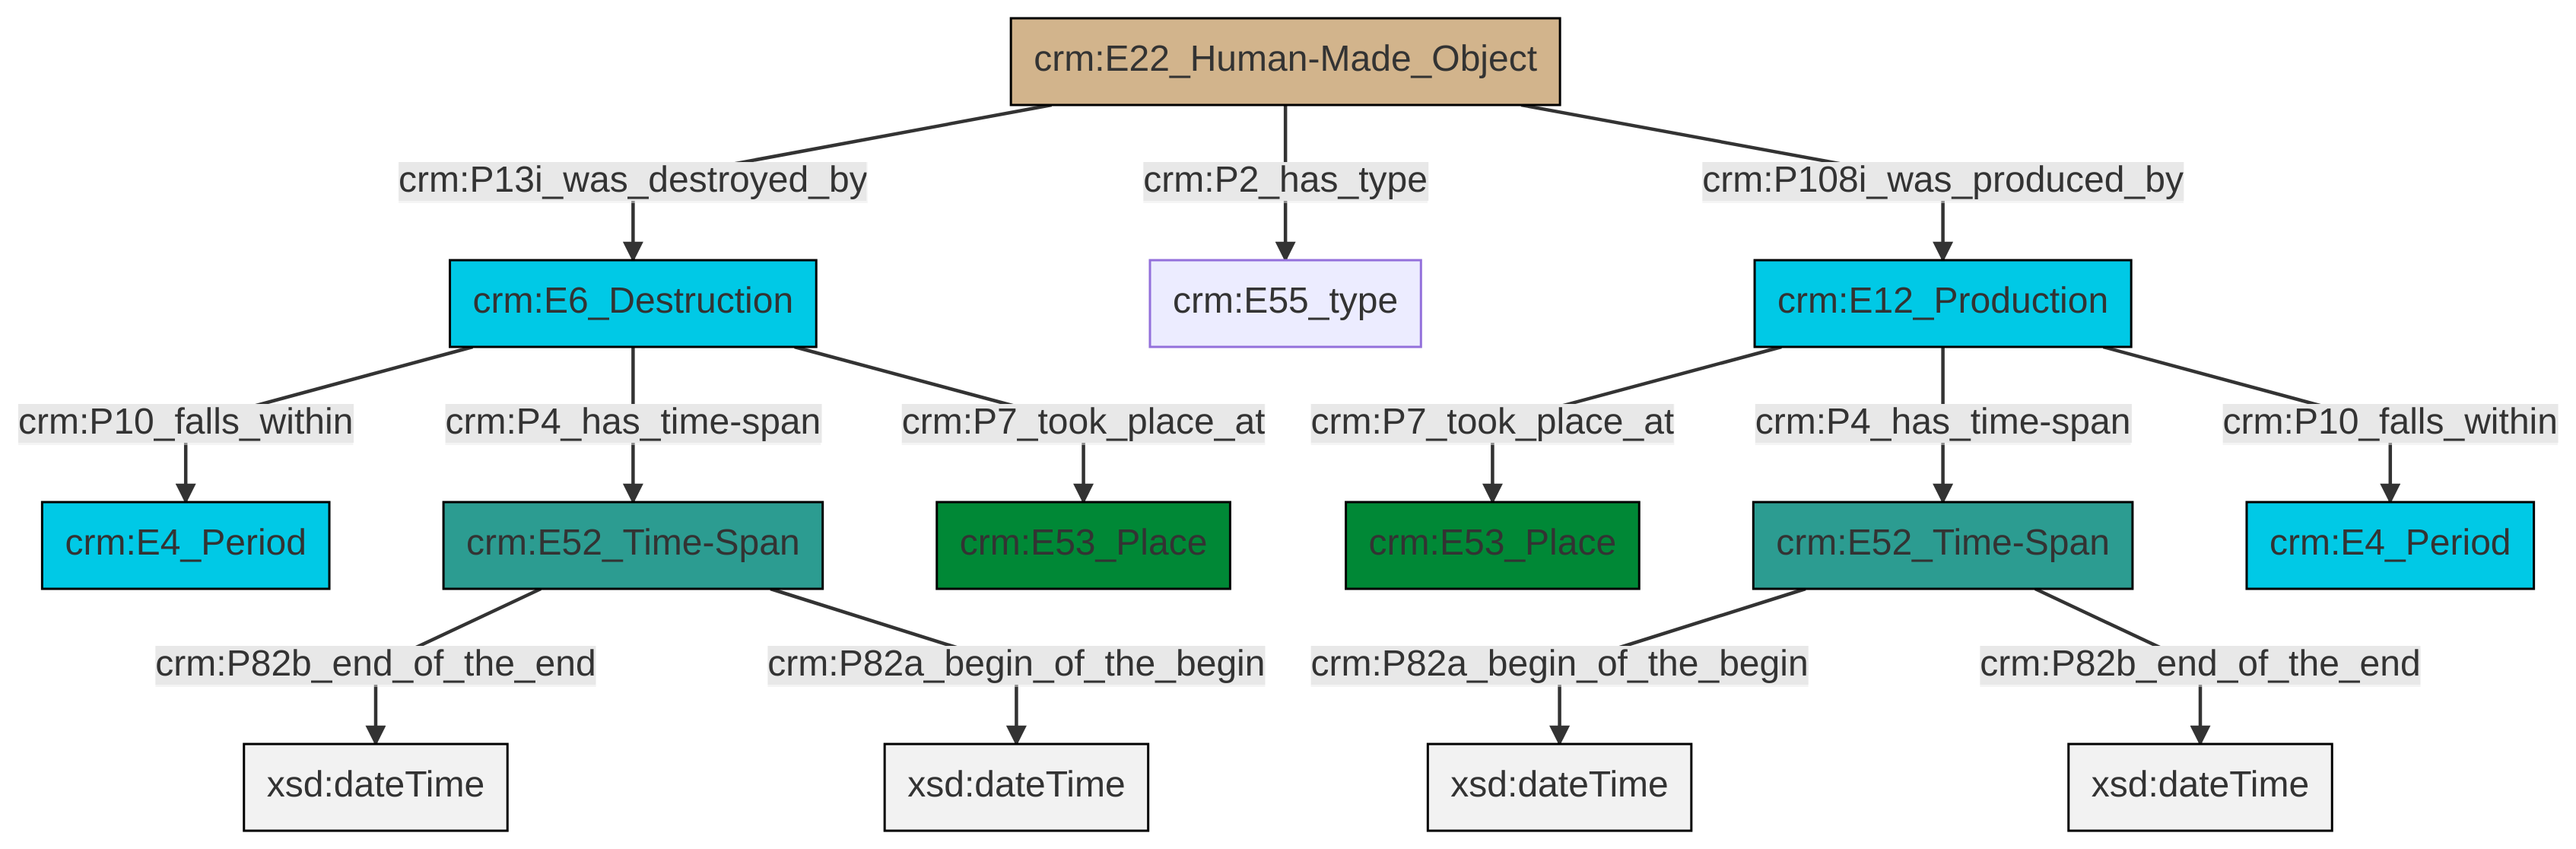 crm:E22_Human-Made_Object
crm:P13i_was_destroyed_by
crm:P2_has_type
crm:P108i_was_produced_by
crm:E6_Destruction
crm:E55_type
crm:E12_Production
crm:P10_falls_within
crm:P4_has_time-span
crm:P7_took_place_at
crm:P7_took_place_at
crm:P4_has_time-span
crm:P10_falls_within
crm:E4_Period
crm:E52_Time-Span
crm:E53_Place
crm:E53_Place
crm:E52_Time-Span
crm:E4_Period
crm:P82b_end_of_the_end
crm:P82a_begin_of_the_begin
crm:P82a_begin_of_the_begin
crm:P82b_end_of_the_end
xsd:dateTime
xsd:dateTime
xsd:dateTime
xsd:dateTime